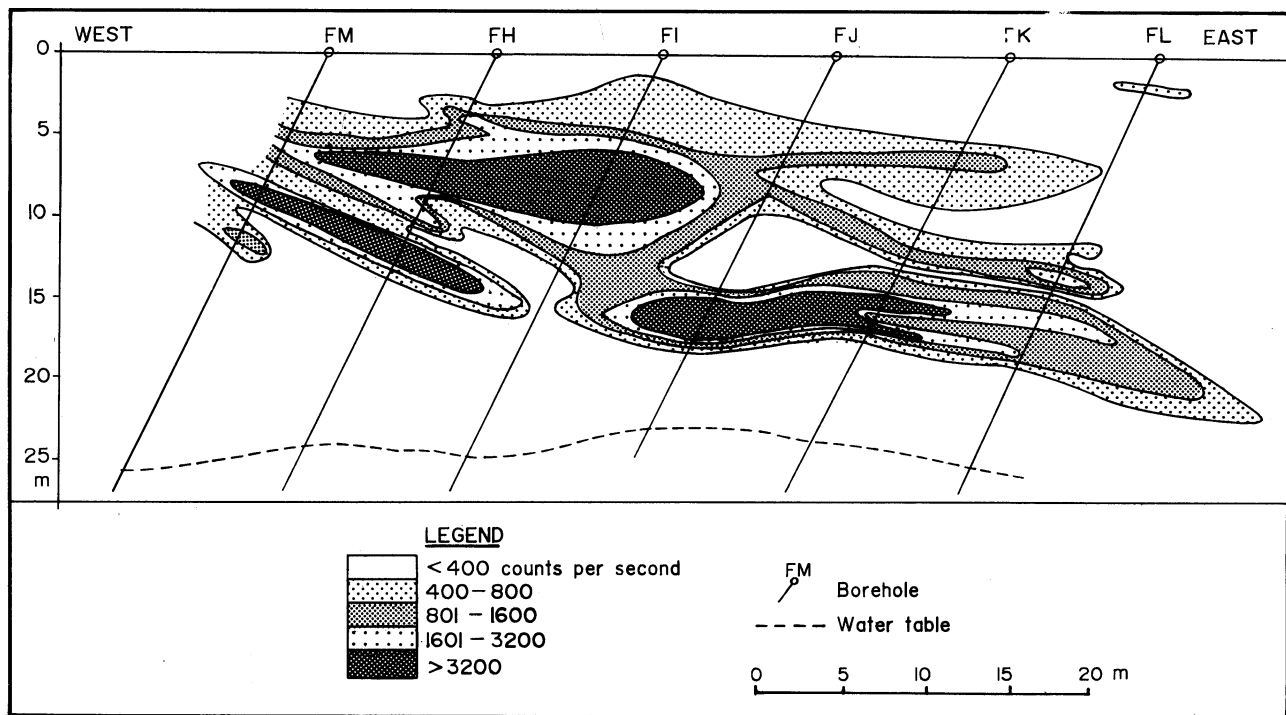 WEST FM FH FI FJ FK FL EAST
0
5
10
15
20
25
m
LEGEND
<400 counts per second
400-800
801-1600
1601-3200
>3200
FM
Borehole
Water table
0 5 10 15 20 m